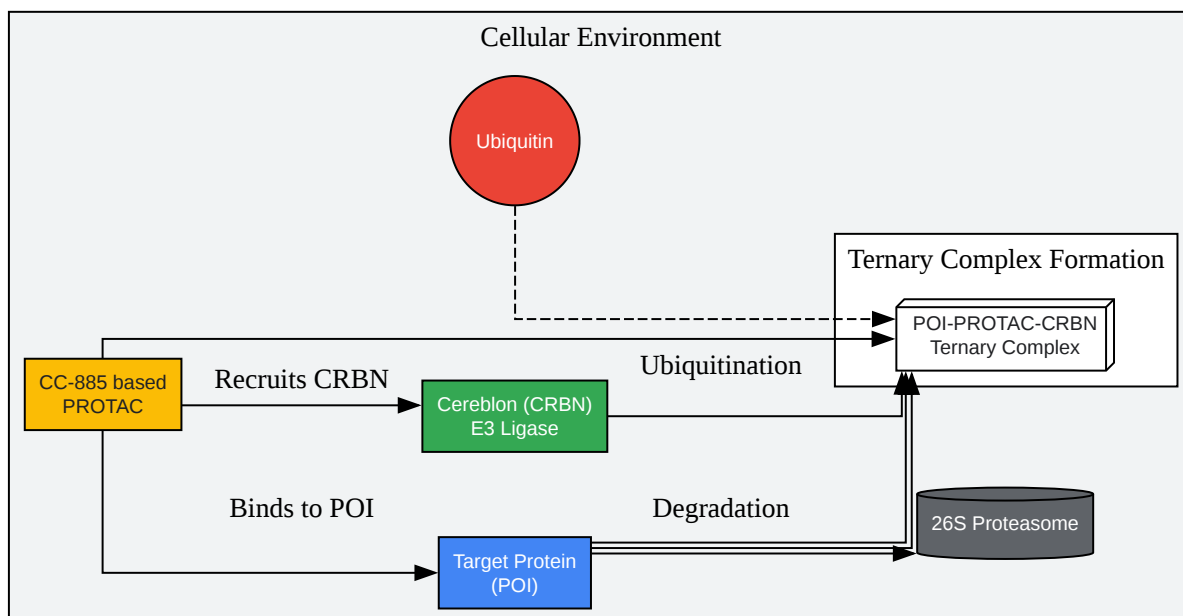 Cellular Environment
Ubiquitin
Ternary Complex Formation
POI-PROTAC-CRBN
Ternary Complex
CC-885 based
PROTAC
Recruits CRBN
Ubiquitination
Cereblon (CRBN)
E3 Ligase
Binds to POI
Degradation
26S Proteasome
Target Protein
(POI)